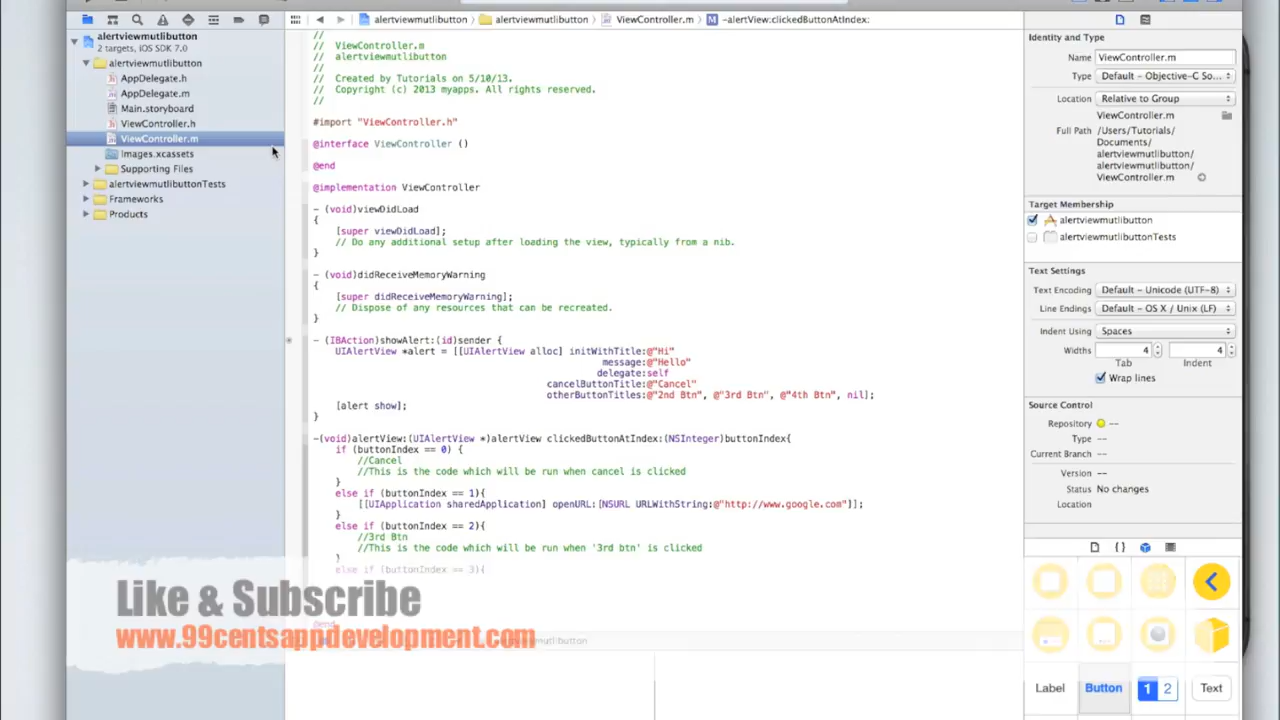 alertviewmutlibutton
alertviewmutlibutton
ViewController.m
-alertView:clickedButtonAtIndex:
alertviewmutlibutton
2 targets, iOS SDK 7.0
alertviewmutlibutton
AppDelegate.h
AppDelegate.m
Main.storyboard
ViewController.h
ViewController.m
Images.xcassets
Supporting Files
alertviewmutlibuttonTests
Frameworks
Products
//
// ViewController.m
// alertviewmutlibutton
//
// Created by Tutorials on 5/10/13.
// Copyright (c) 2013 myapps. All rights reserved.
//
#import "ViewController.h"
@interface ViewController ()
@end
@implementation ViewController
- (void)viewDidLoad
{
[super viewDidLoad];
// Do any additional setup after loading the view, typically from a nib.
}
- (void)didReceiveMemoryWarning
{
[super didReceiveMemoryWarning];
// Dispose of any resources that can be recreated.
}
- (IBAction)showAlert:(id)sender {
UIAlertView *alert = [[UIAlertView alloc] initWithTitle:@"Hi"
message:@"Hello"
delegate:self
cancelButtonTitle:@"Cancel"
otherButtonTitles:@"2nd Btn", @"3rd Btn", @"4th Btn", nil];
[alert show];
}
-(void)alertView:(UIAlertView *)alertView clickedButtonAtIndex:(NSInteger)buttonIndex{
if (buttonIndex == 0) {
//Cancel
//This is the code which will be run when cancel is clicked
}
else if (buttonIndex == 1){
[[UIApplication sharedApplication] openURL:[NSURL URLWithString:@"http://www.google.com"]];
}
else if (buttonIndex == 2){
//3rd Btn
//This is the code which will be run when '3rd btn' is clicked
}
else if (buttonIndex == 3){
@end
Like & Subscribe
www.99centsappdevelopment.com
Identity and Type
Name ViewController.m
Type Default - Objective-C So...
Location Relative to Group
ViewController.m
Full Path /Users/Tutorials/
Documents/
alertviewmutlibutton/
alertviewmutlibutton/
ViewController.m
Target Membership
alertviewmutlibutton
alertviewmutlibuttonTests
Text Settings
Text Encoding Default - Unicode (UTF-8)
Line Endings Default - OS X / Unix (LF)
Indent Using Spaces
Widths 4 4
Tab Indent
Wrap lines
Source Control
Repository --
Type --
Current Branch --
Version --
Status No changes
Location
Label
Button
1 2
Text